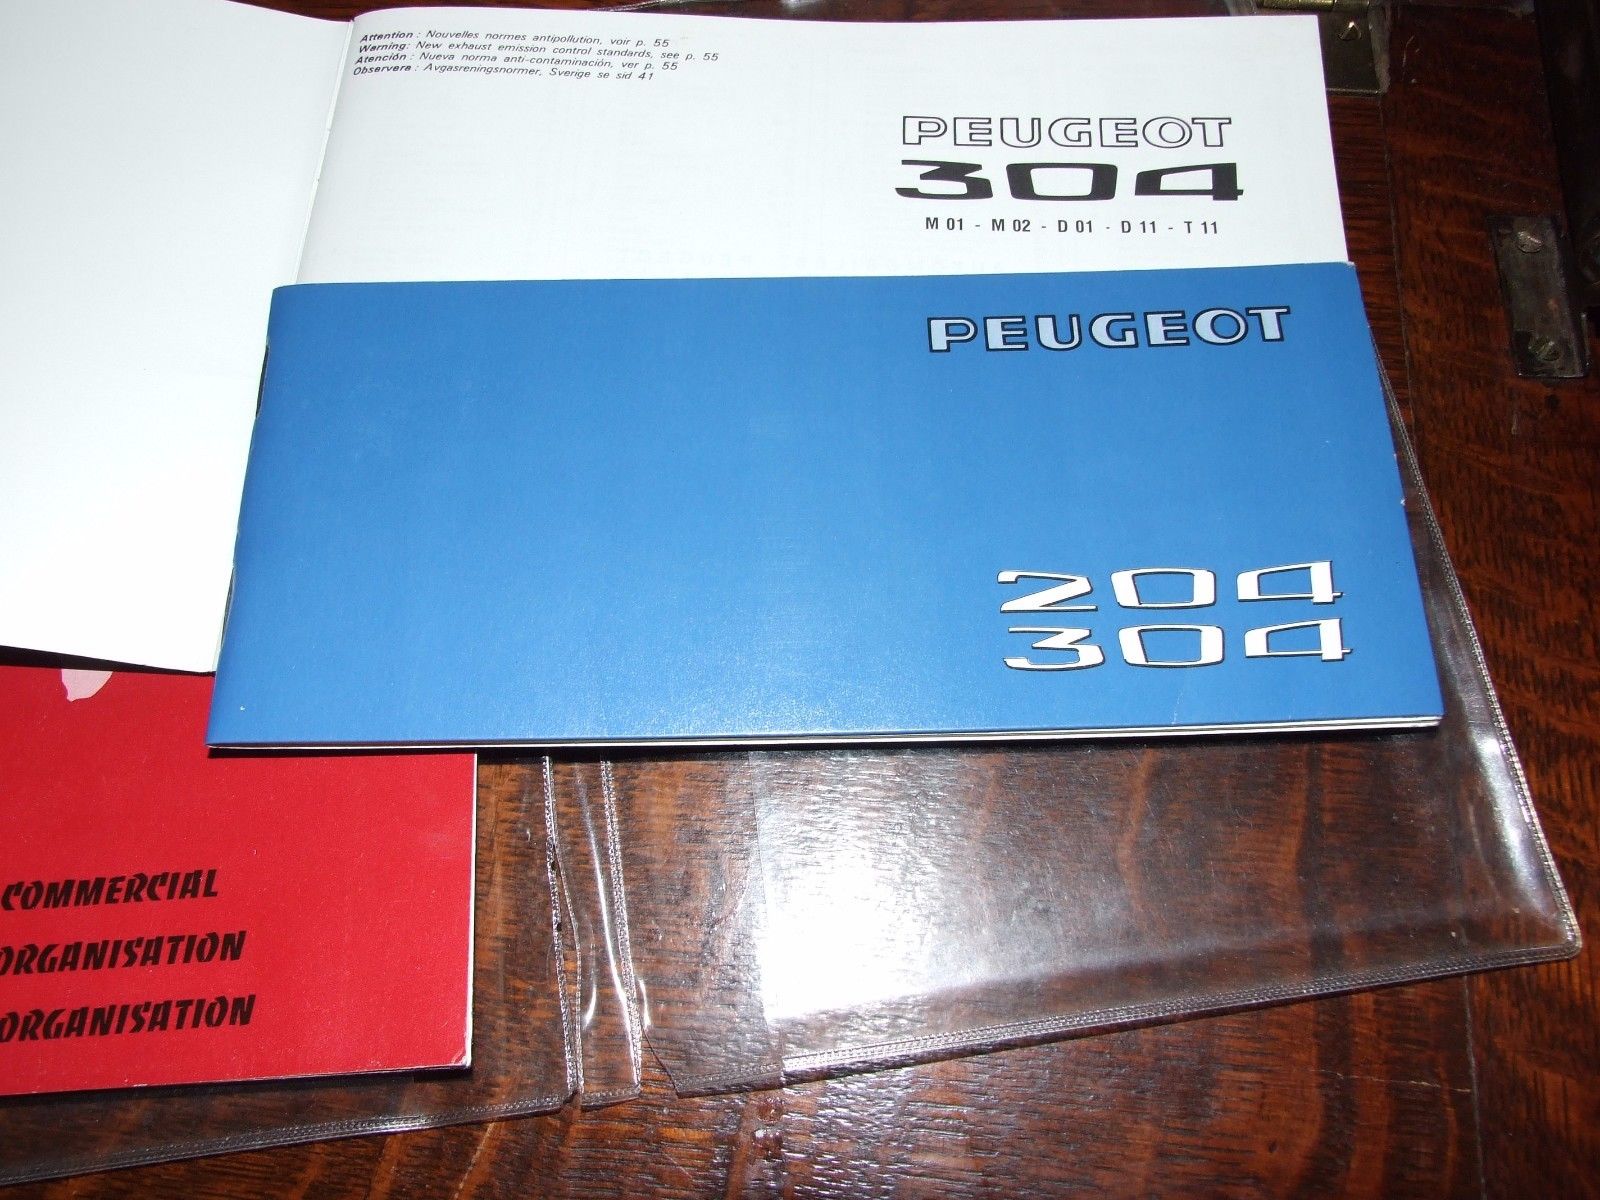 Attention : Nouvelles normes antipollution, voir p. 55
Warning: New exhaust emission control standards, see p. 55
Atención : Nueva norma anti-contaminación, ver p. 55
Observera : Avgasreningsnormer, Sverige se sid 41
PEUGEOT
304
M 01 - M 02 - D 01 - D 11 - T 11
PEUGEOT
204
304
COMMERCIAL
ORGANISATION
ORGANISATION